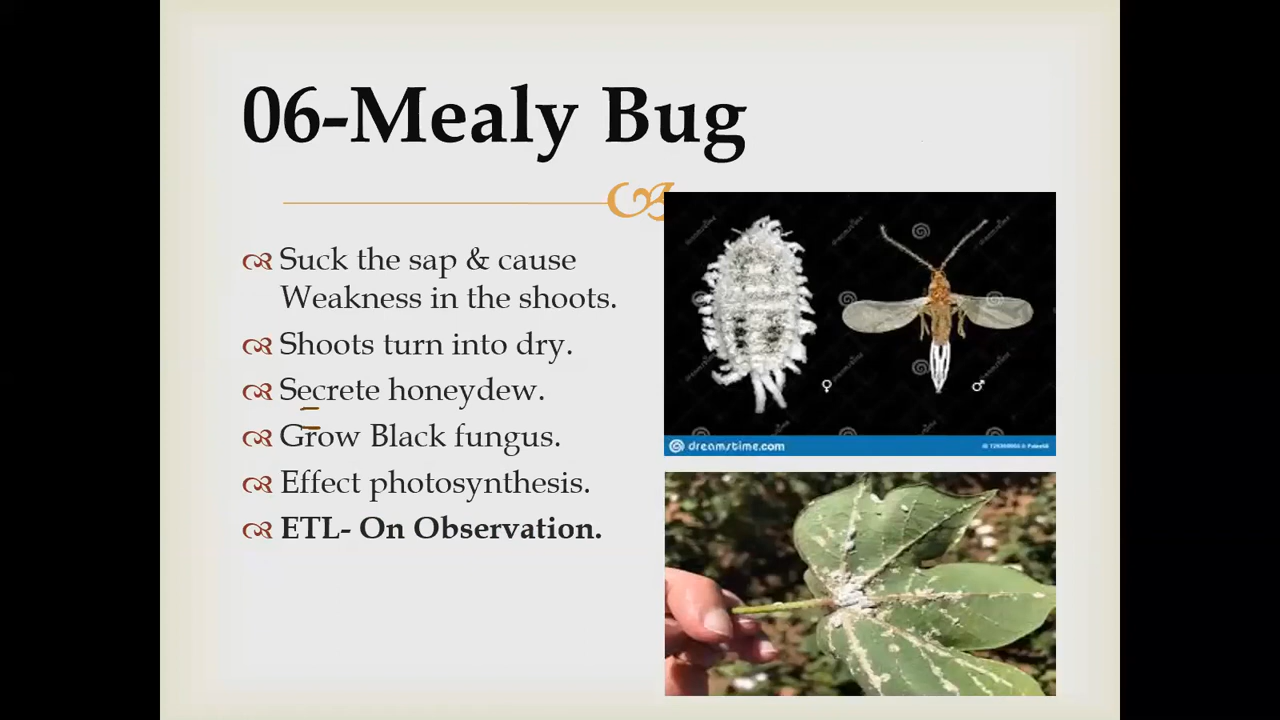 06-Mealy Bug
Suck the sap & cause
Weakness in the shoots.
Shoots turn into dry.
Secrete honeydew.
Grow Black fungus.
Effect photosynthesis.
ETL- On Observation.
♀ ♂
dreamstime.com